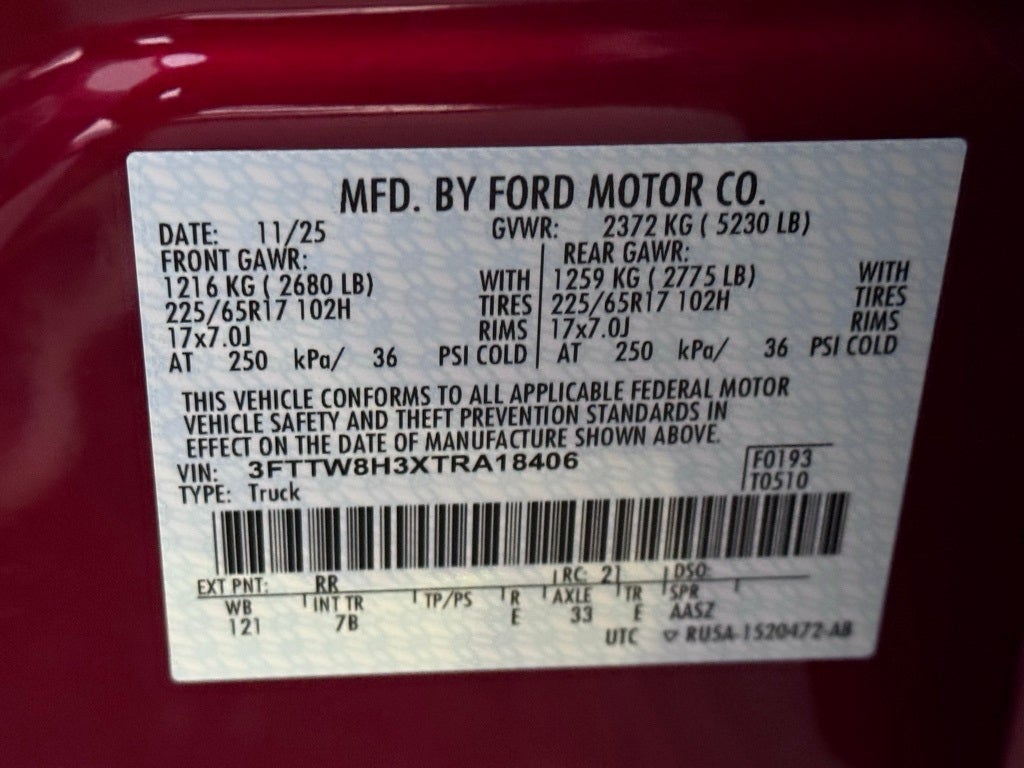 MFD. BY FORD MOTOR CO.
DATE: 11/25 GVWR: 2372 KG ( 5230 LB)
FRONT GAWR: REAR GAWR:
1216 KG ( 2680 LB) WITH 1259 KG ( 2775 LB) WITH
225/65R17 102H TIRES 225/65R17 102H TIRES
17x7.0J RIMS 17x7.0J RIMS
AT 250 kPa/ 36 PSI COLD AT 250 kPa/ 36 PSI COLD
THIS VEHICLE CONFORMS TO ALL APPLICABLE FEDERAL MOTOR
VEHICLE SAFETY AND THEFT PREVENTION STANDARDS IN
EFFECT ON THE DATE OF MANUFACTURE SHOWN ABOVE.
VIN: 3FTTW8H3XTRA18406 F0193
TYPE: Truck T0510
EXT PNT: RR RC: 21 DSO:
WB INT TR TP/PS R AXLE TR SPR
121 7B E 33 E AASZ
UTC ▽ RUSA-1520472-AB